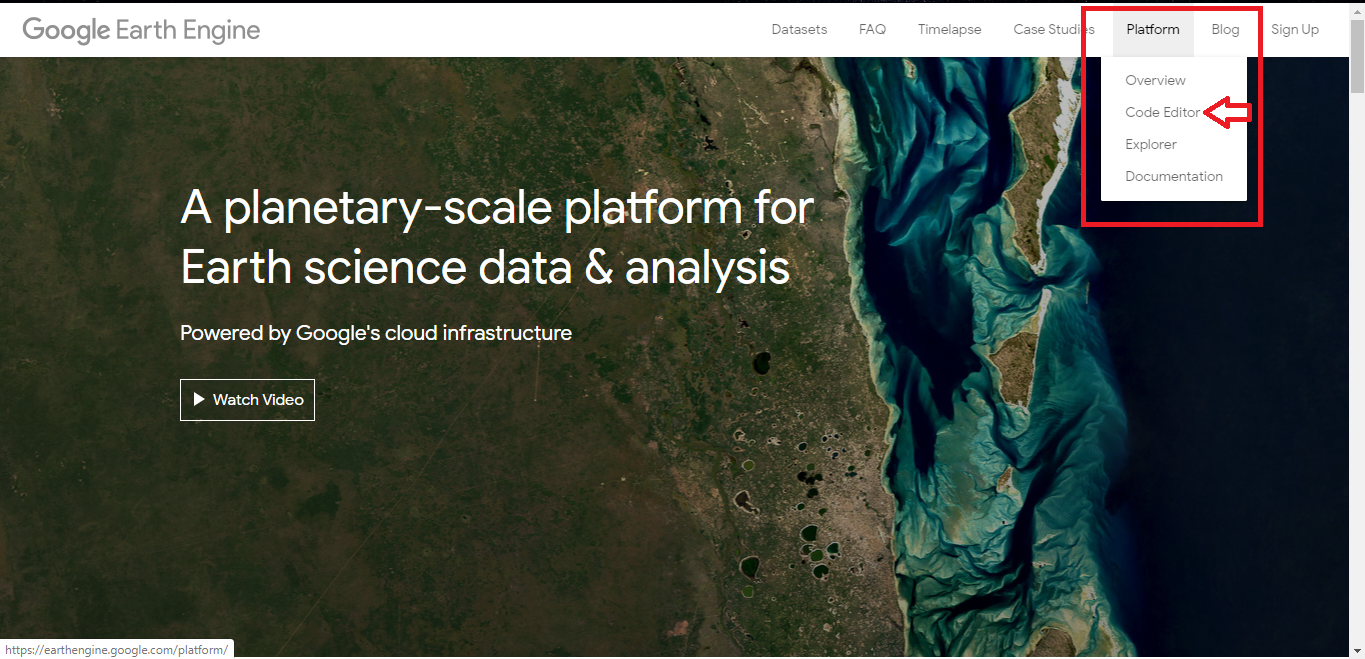 Google Earth Engine
Datasets FAQ Timelapse Case Studies Platform Blog Sign Up
Overview
Code Editor
Explorer
Documentation
A planetary-scale platform for
Earth science data & analysis
Powered by Google's cloud infrastructure
Watch Video
https://earthengine.google.com/platform/